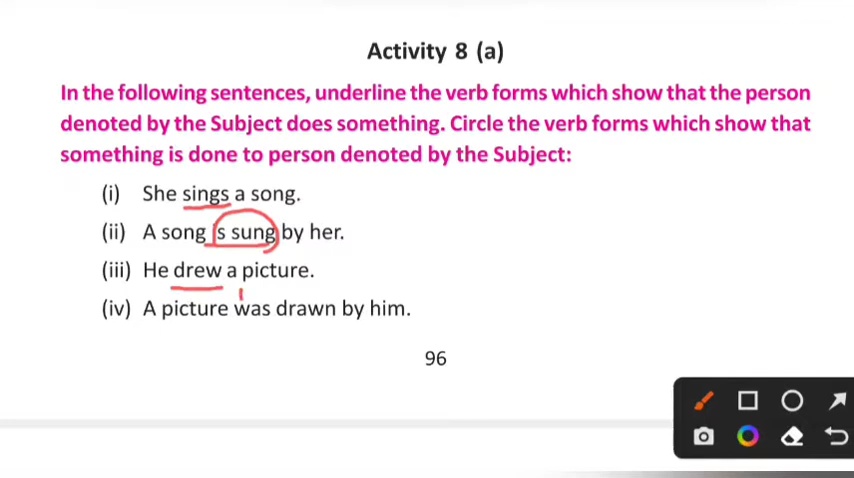 Activity 8 (a)
In the following sentences, underline the verb forms which show that the person
denoted by the Subject does something. Circle the verb forms which show that
something is done to person denoted by the Subject:
(i) She sings a song.
(ii) A song is sung by her.
(iii) He drew a picture.
(iv) A picture was drawn by him.
96